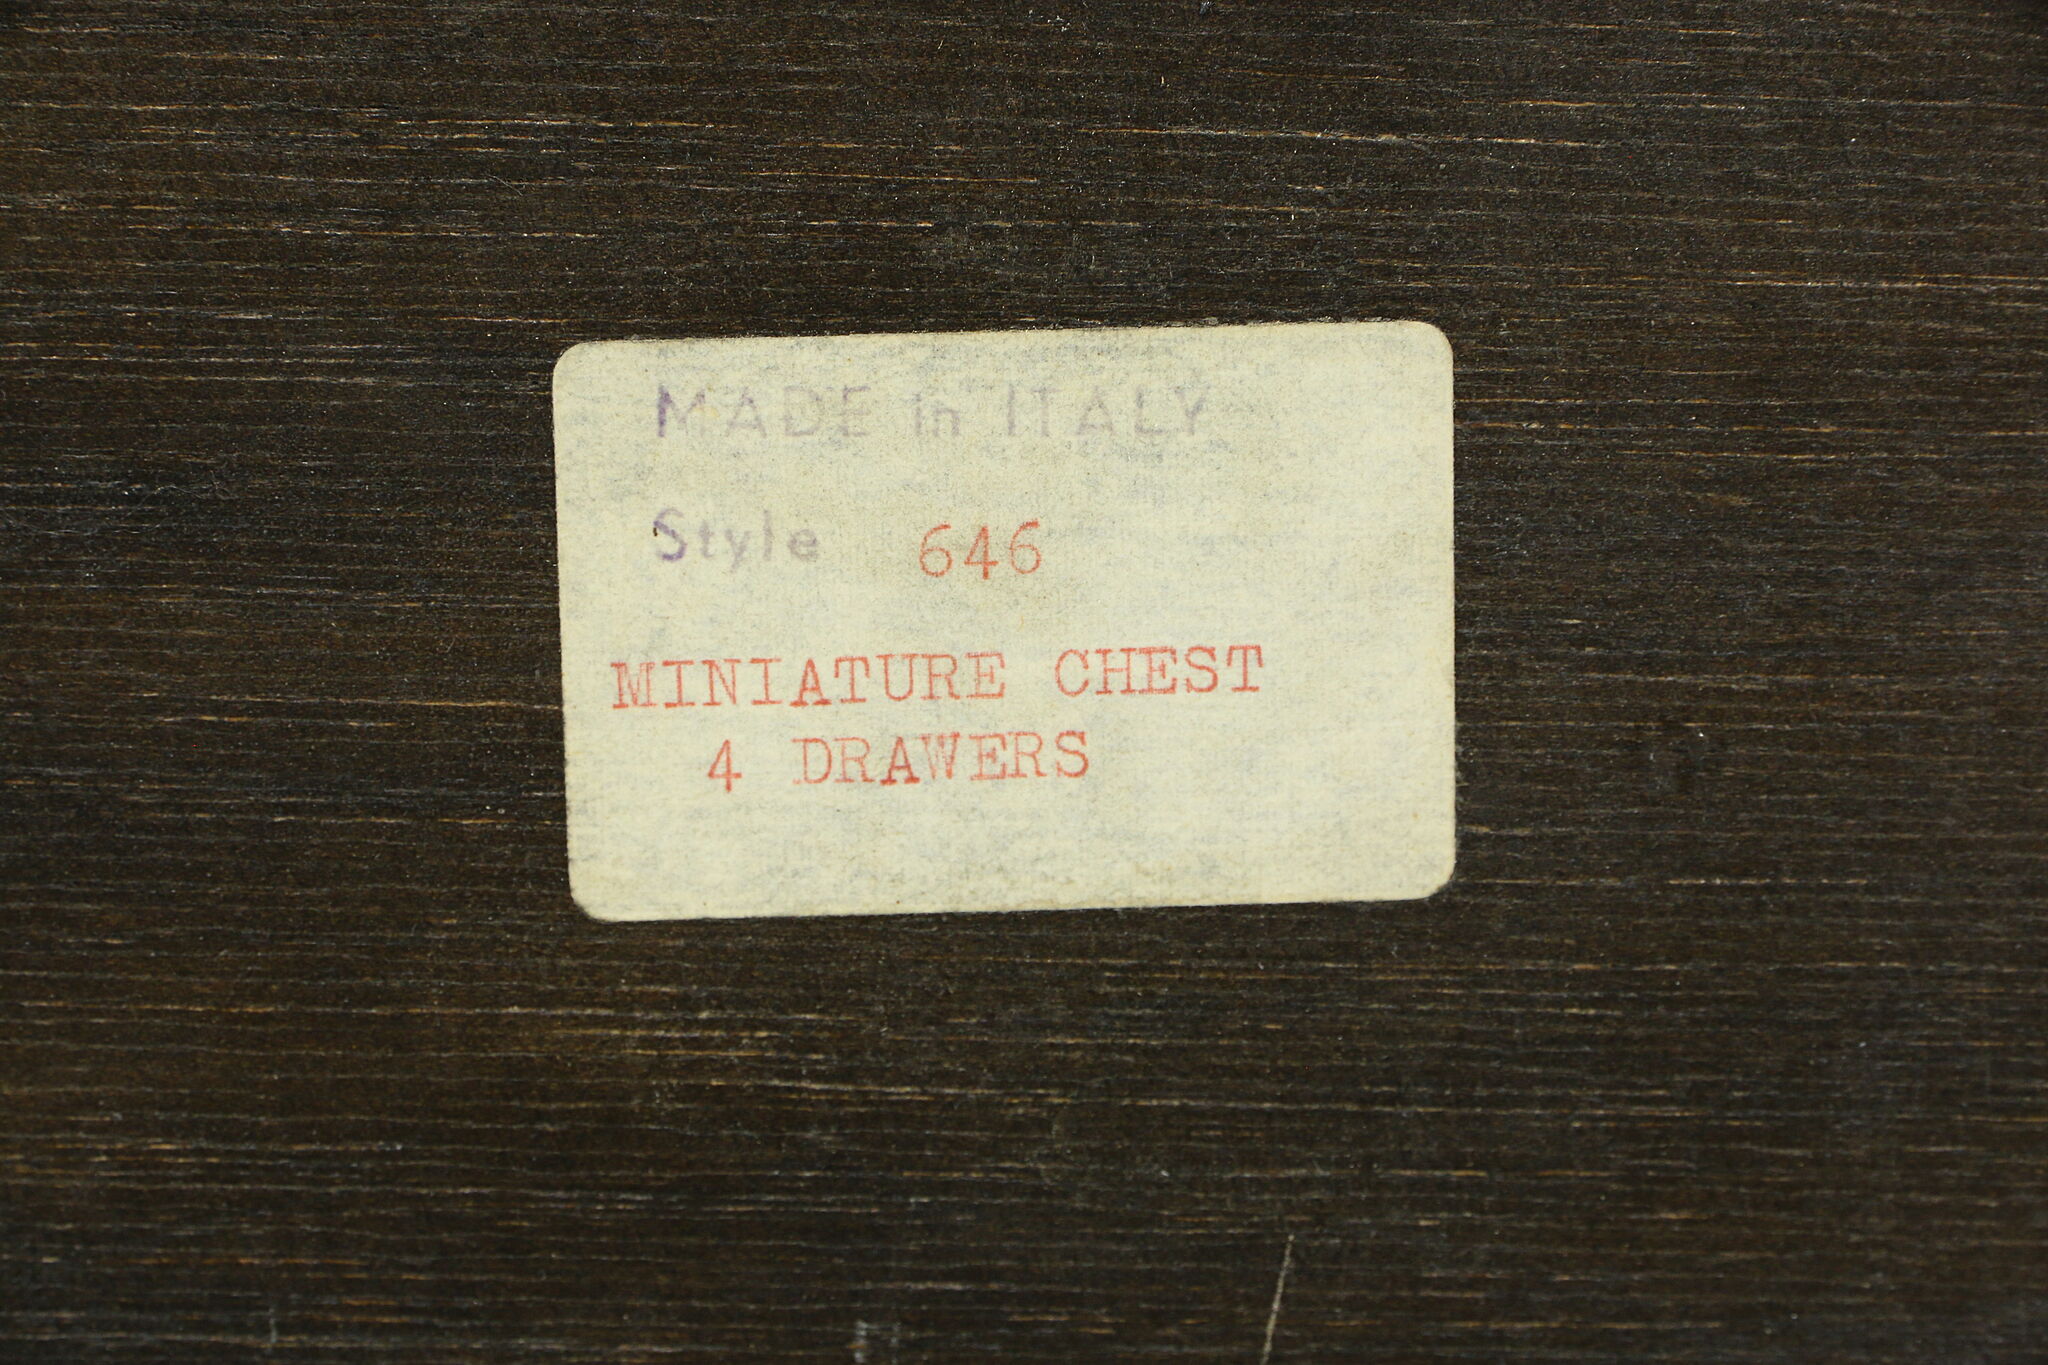 MADE in ITALY
Style 646
MINIATURE CHEST
4 DRAWERS